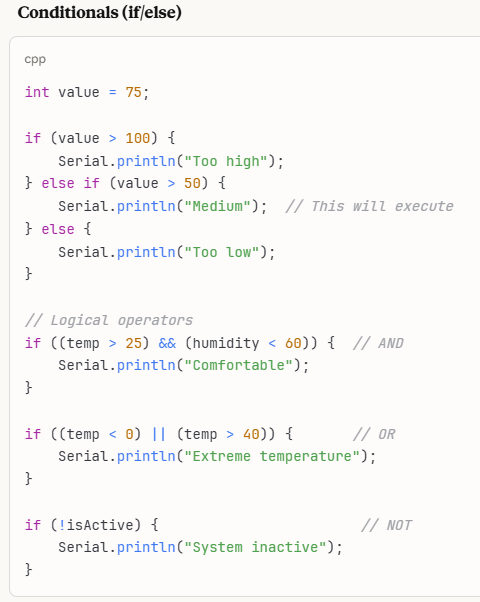 Conditionals (if/else)
cpp
int value = 75;
if (value > 100) {
    Serial.println("Too high");
} else if (value > 50) {
    Serial.println("Medium");  // This will execute
} else {
    Serial.println("Too low");
}
// Logical operators
if ((temp > 25) && (humidity < 60)) {  // AND
    Serial.println("Comfortable");
}
if ((temp < 0) || (temp > 40)) {       // OR
    Serial.println("Extreme temperature");
}
if (!isActive) {                        // NOT
    Serial.println("System inactive");
}